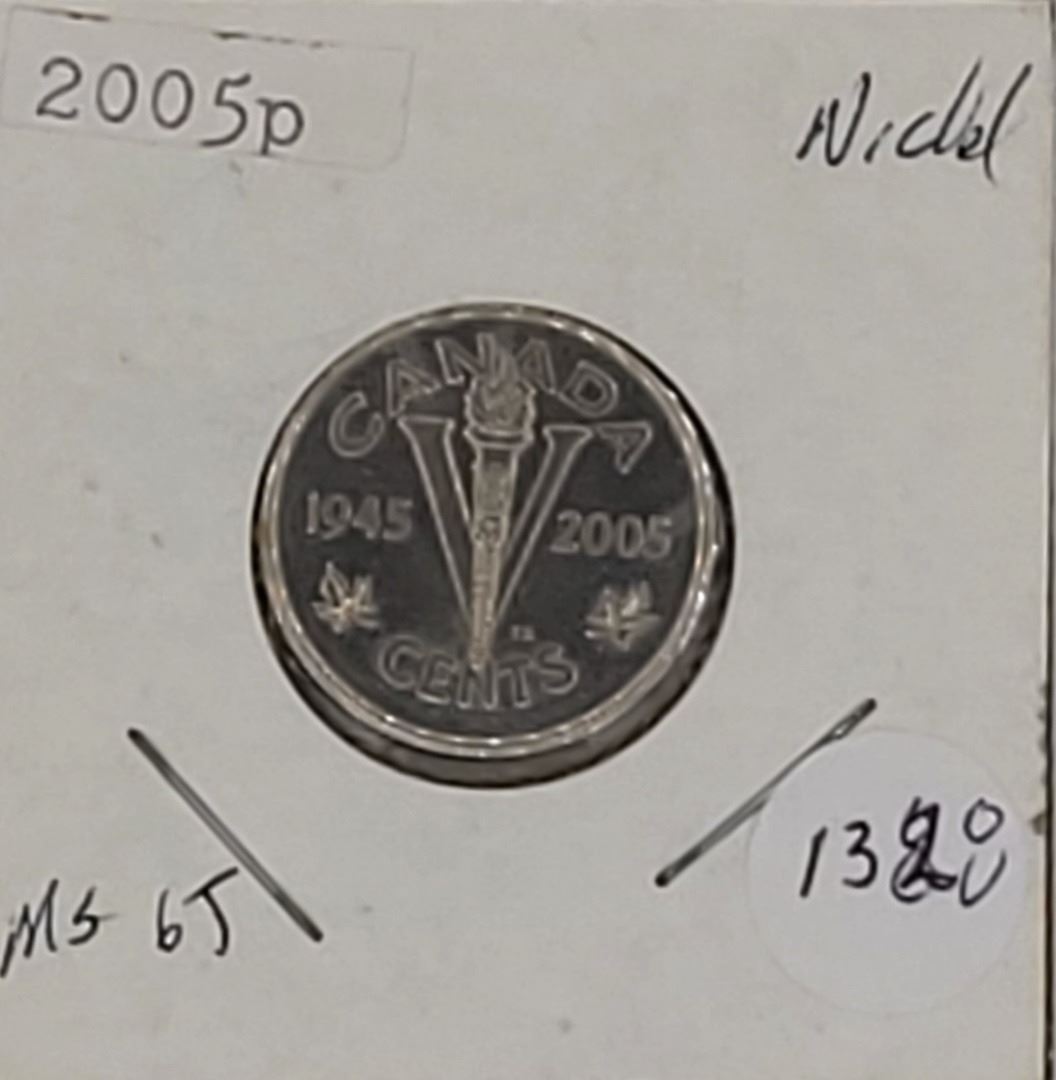 2005p
Nickel
CANADA
1945 2005
CENTS
MS 65